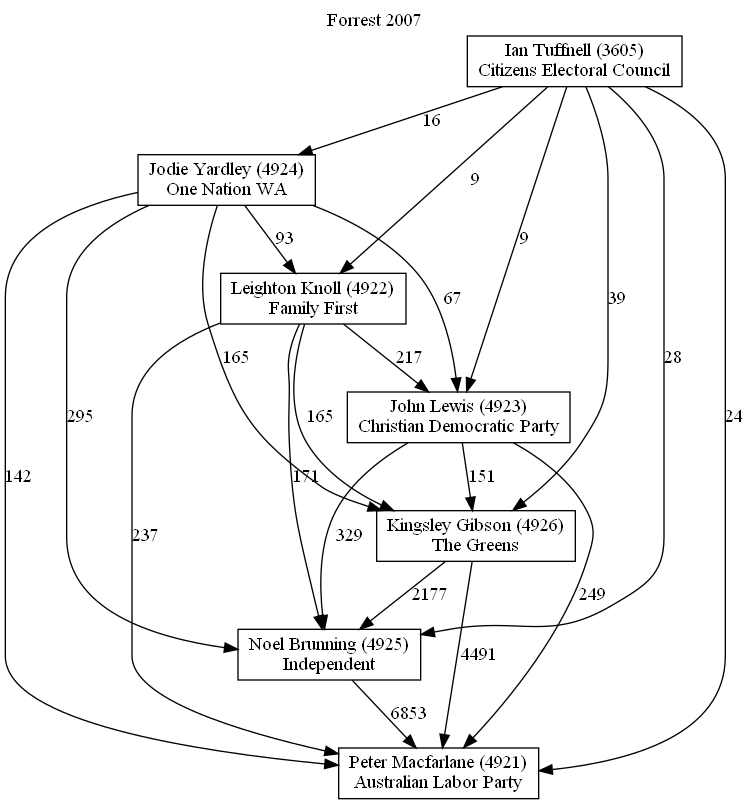 Forrest 2007
Ian Tuffnell (3605)
Citizens Electoral Council
16
Jodie Yardley (4924)
One Nation WA
9
93
9
Leighton Knoll (4922)
Family First
67
39
165
217
28
295
165
24
John Lewis (4923)
Christian Democratic Party
142
171
151
237
329
Kingsley Gibson (4926)
The Greens
2177
249
Noel Brunning (4925)
Independent
4491
6853
Peter Macfarlane (4921)
Australian Labor Party